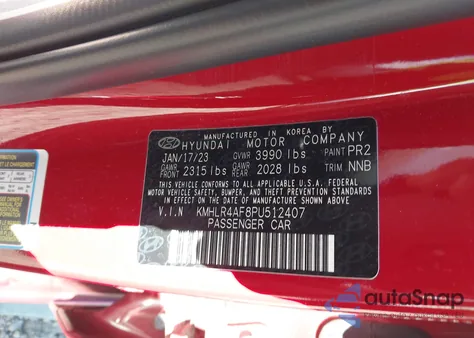 MANUFACTURED IN KOREA BY
HYUNDAI MOTOR COMPANY
JAN/17/23 GVWR 3990 lbs PAINT PR2
GAWR FRONT 2315 lbs GAWR REAR 2028 lbs TRIM NNB
THIS VEHICLE CONFORMS TO ALL APPLICABLE U.S.A. FEDERAL
MOTOR VEHICLE SAFETY, BUMPER, AND THEFT PREVENTION STANDARDS
IN EFFECT ON THE DATE OF MANUFACTURE SHOWN ABOVE.
V.I.N KMHLR4AF8PU512407
PASSENGER CAR
autoSnap